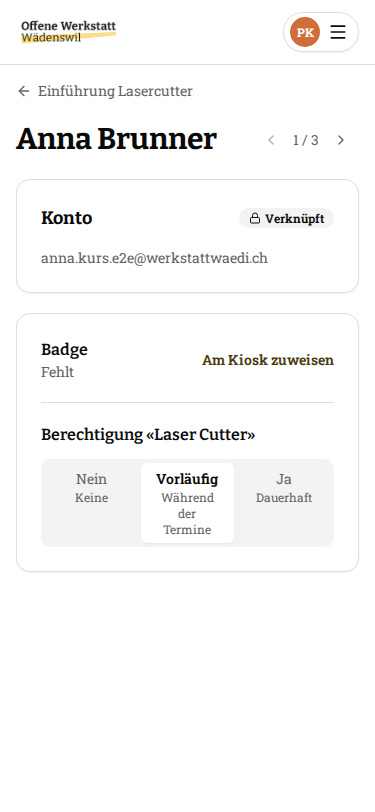 Offene Werkstatt
Wädenswil
PK
Einführung Lasercutter
Anna Brunner
1 / 3
Konto
Verknüpft
anna.kurs.e2e@werkstattwaedi.ch
Badge
Fehlt
Am Kiosk zuweisen
Berechtigung «Laser Cutter»
Nein
Keine
Vorläufig
Während
der
Termine
Ja
Dauerhaft